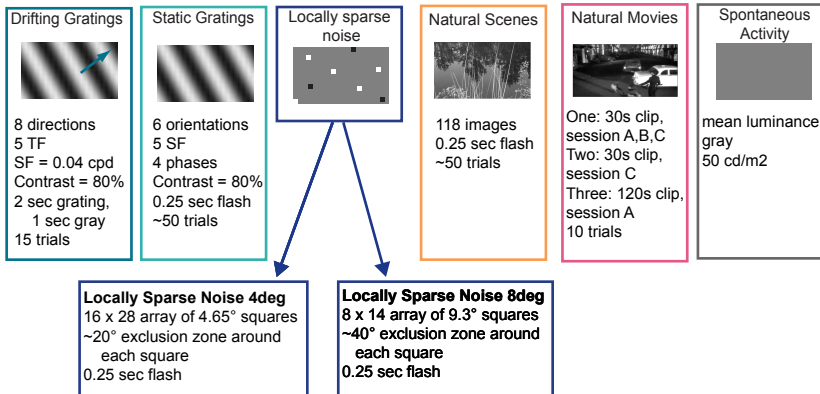 Drifting Gratings
8 directions
5 TF
SF = 0.04 cpd
Contrast = 80%
2 sec grating,
1 sec gray
15 trials
Static Gratings
6 orientations
5 SF
4 phases
Contrast = 80%
0.25 sec flash
~50 trials
Locally sparse
noise
Natural Scenes
118 images
0.25 sec flash
~50 trials
Natural Movies
One: 30s clip,
session A,B,C
Two: 30s clip,
session C
Three: 120s clip,
session A
10 trials
Spontaneous
Activity
mean luminance
gray
50 cd/m2
Locally Sparse Noise 4deg
16 x 28 array of 4.65° squares
~20° exclusion zone around
each square
0.25 sec flash
Locally Sparse Noise 8deg
8 x 14 array of 9.3° squares
~40° exclusion zone around
each square
0.25 sec flash